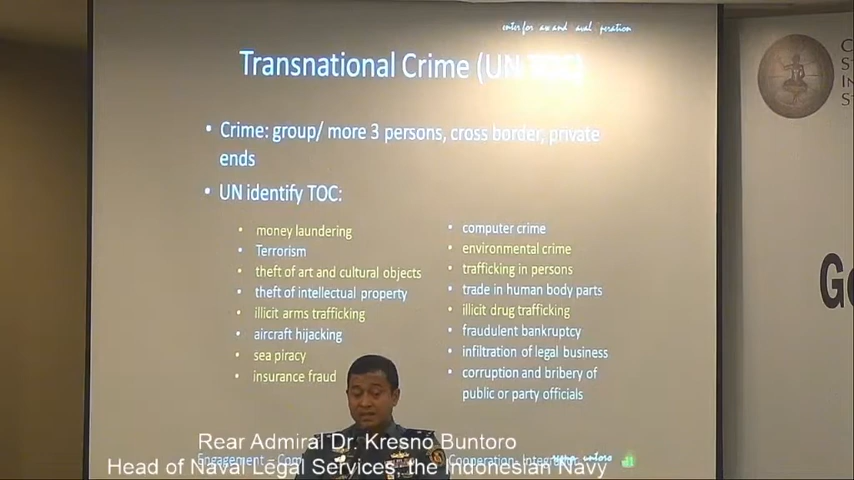 Transnational Crime (UN TOC)
• Crime: group/ more 3 persons, cross border, private
ends
• UN identify TOC:
• money laundering
• Terrorism
• theft of art and cultural objects
• theft of intellectual property
• illicit arms trafficking
• aircraft hijacking
• sea piracy
• insurance fraud
• computer crime
• environmental crime
• trafficking in persons
• trade in human body parts
• illicit drug trafficking
• fraudulent bankruptcy
• infiltration of legal business
• corruption and bribery of
public or party officials
Rear Admiral Dr. Kresno Buntoro
Head of Naval Legal Services, the Indonesian Navy
Engagement – Cooperation